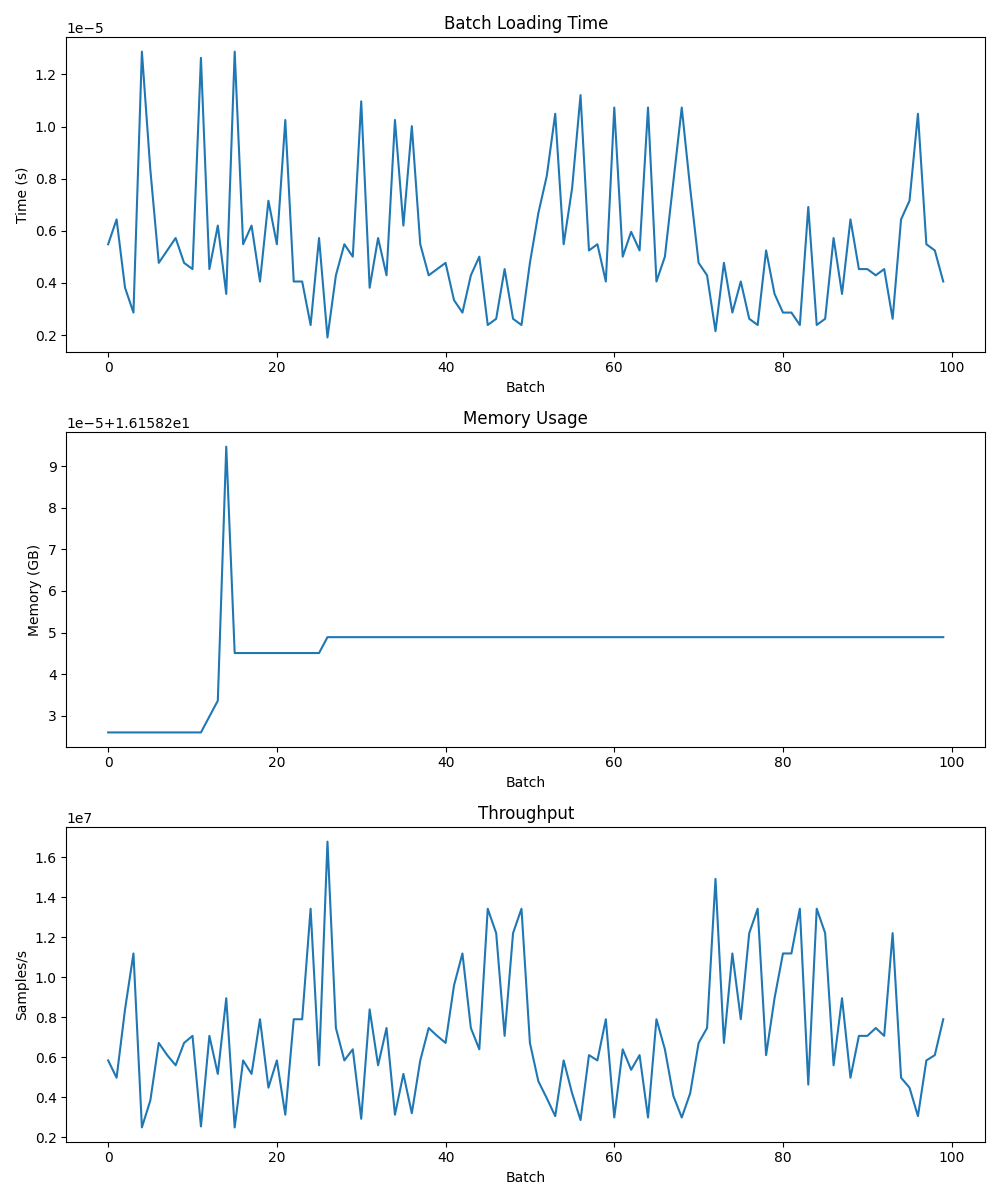 Batch Loading Time
1e−5
1.2
1.0
0.8
0.6
0.4
0.2
Time (s)
0 20 40 60 80 100
Batch
Memory Usage
1e−5+1.61582e1
9
8
7
6
5
4
3
Memory (GB)
0 20 40 60 80 100
Batch
Throughput
1e7
1.6
1.4
1.2
1.0
0.8
0.6
0.4
0.2
Samples/s
0 20 40 60 80 100
Batch